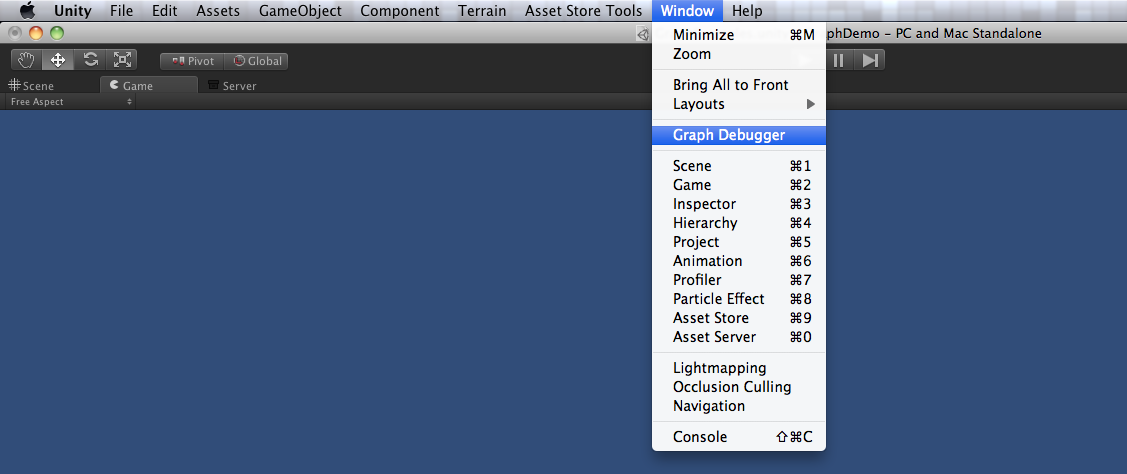 Unity File Edit Assets GameObject Component Terrain Asset Store Tools Window Help
phDemo – PC and Mac Standalone
Pivot Global
Scene Game Server
Free Aspect
Minimize ⌘M
Zoom
Bring All to Front
Layouts
Graph Debugger
Scene ⌘1
Game ⌘2
Inspector ⌘3
Hierarchy ⌘4
Project ⌘5
Animation ⌘6
Profiler ⌘7
Particle Effect ⌘8
Asset Store ⌘9
Asset Server ⌘0
Lightmapping
Occlusion Culling
Navigation
Console ⇧⌘C